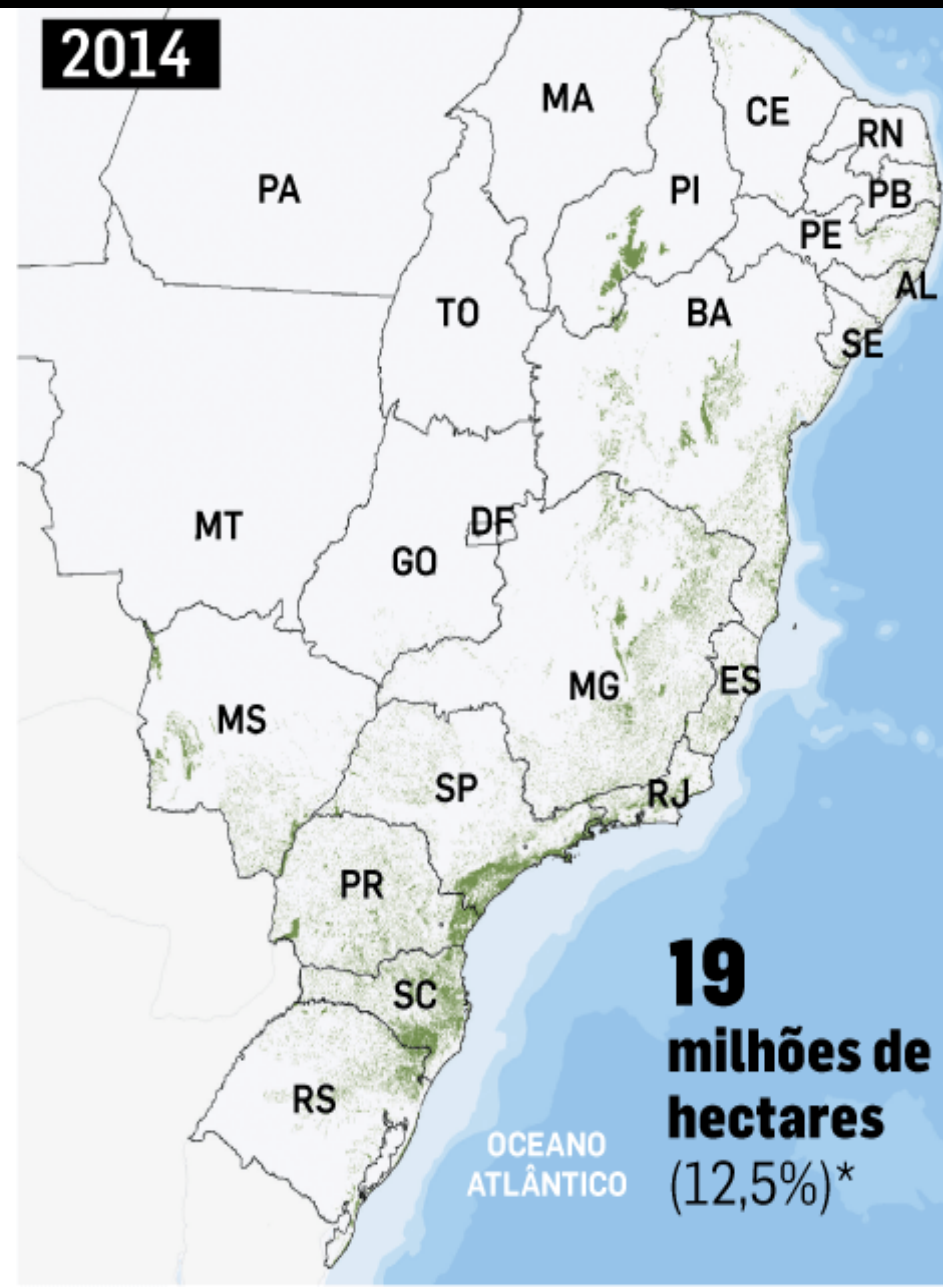 2014
MA
CE
RN
PA
PI
PB
PE
AL
TO
BA
SE
MT
DF
GO
MG
ES
MS
SP
RJ
PR
SC
RS
19
milhões de
hectares
(12,5%)*
OCEANO
ATLÂNTICO